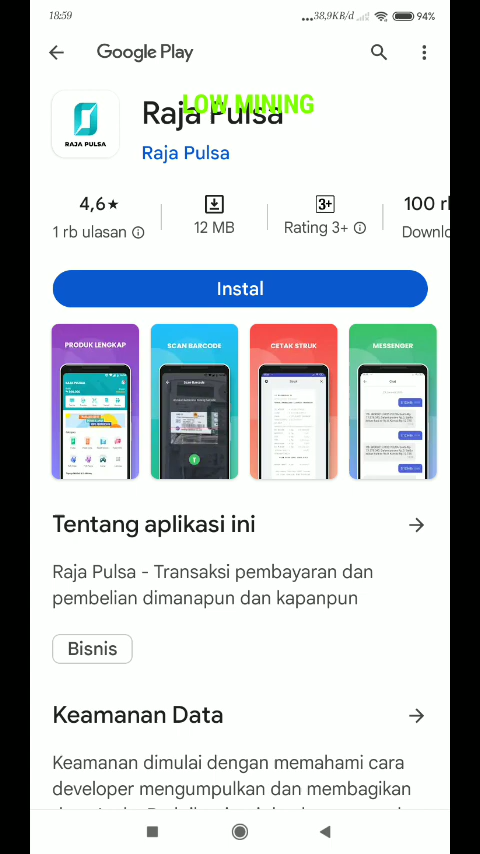 18:59
...38,9KB/d
94%
Google Play
LOW MINING
Raja Pulsa
RAJA PULSA
Raja Pulsa
4,6★
1 rb ulasan
12 MB
3+
Rating 3+
100 r
Downlo
Instal
PRODUK LENGKAP
SCAN BARCODE
CETAK STRUK
MESSENGER
Scan Barcode
Tentang aplikasi ini
Raja Pulsa - Transaksi pembayaran dan
pembelian dimanapun dan kapanpun
Bisnis
Keamanan Data
Keamanan dimulai dengan memahami cara
developer mengumpulkan dan membagikan